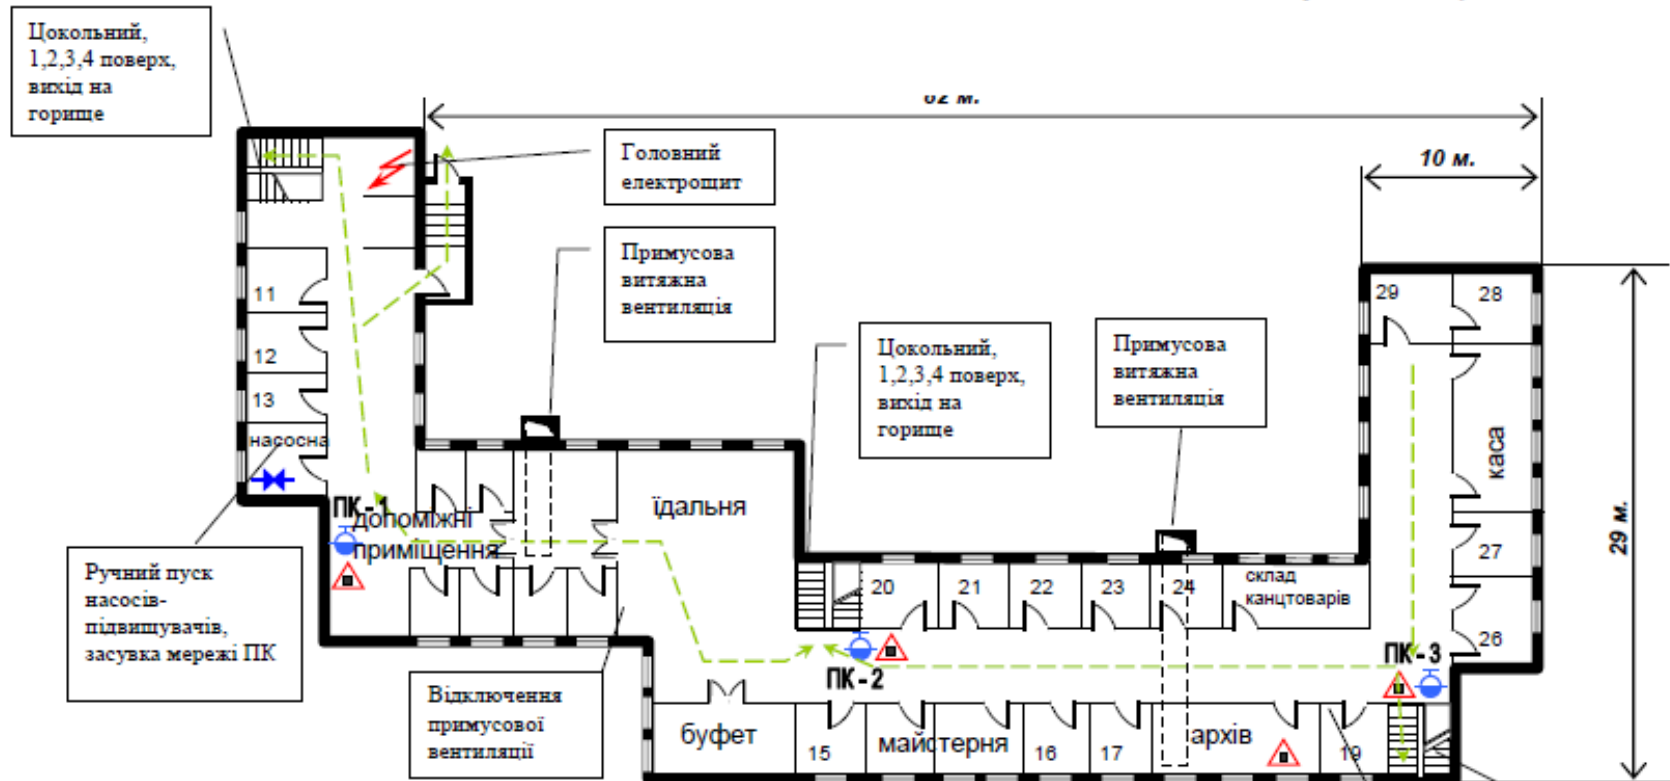 Цокольний,
1,2,3,4 поверх,
вихід на
горище
62 м.
Головний
електрощит
10 м.
Примусова
витяжна
вентиляція
Цокольний,
1,2,3,4 поверх,
вихід на
горище
Примусова
витяжна
вентиляція
11
12
13
насосна
29
28
каса
27
26
29 м.
ПК - 1
допоміжні
приміщення
їдальня
20
21
22
23
24
склад
канцтоварів
Ручний пуск
насосів-
підвищувачів,
засувка мережі ПК
ПК - 2
ПК - 3
Відключення
примусової
вентиляції
буфет
15
майстерня
16
17
архів
19